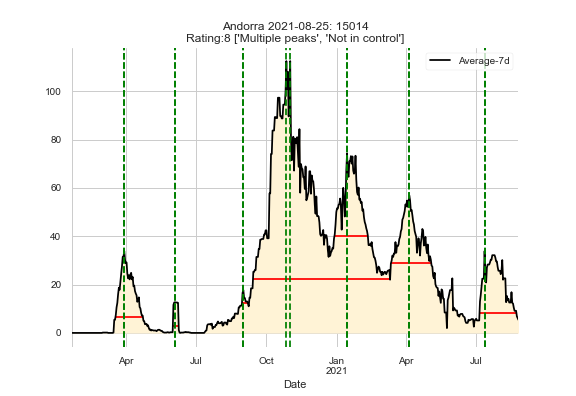 Andorra 2021-08-25: 15014
Rating:8 ['Multiple peaks', 'Not in control']
Average-7d
100
80
60
40
20
0
Apr Jul Oct Jan Apr Jul
2021
Date